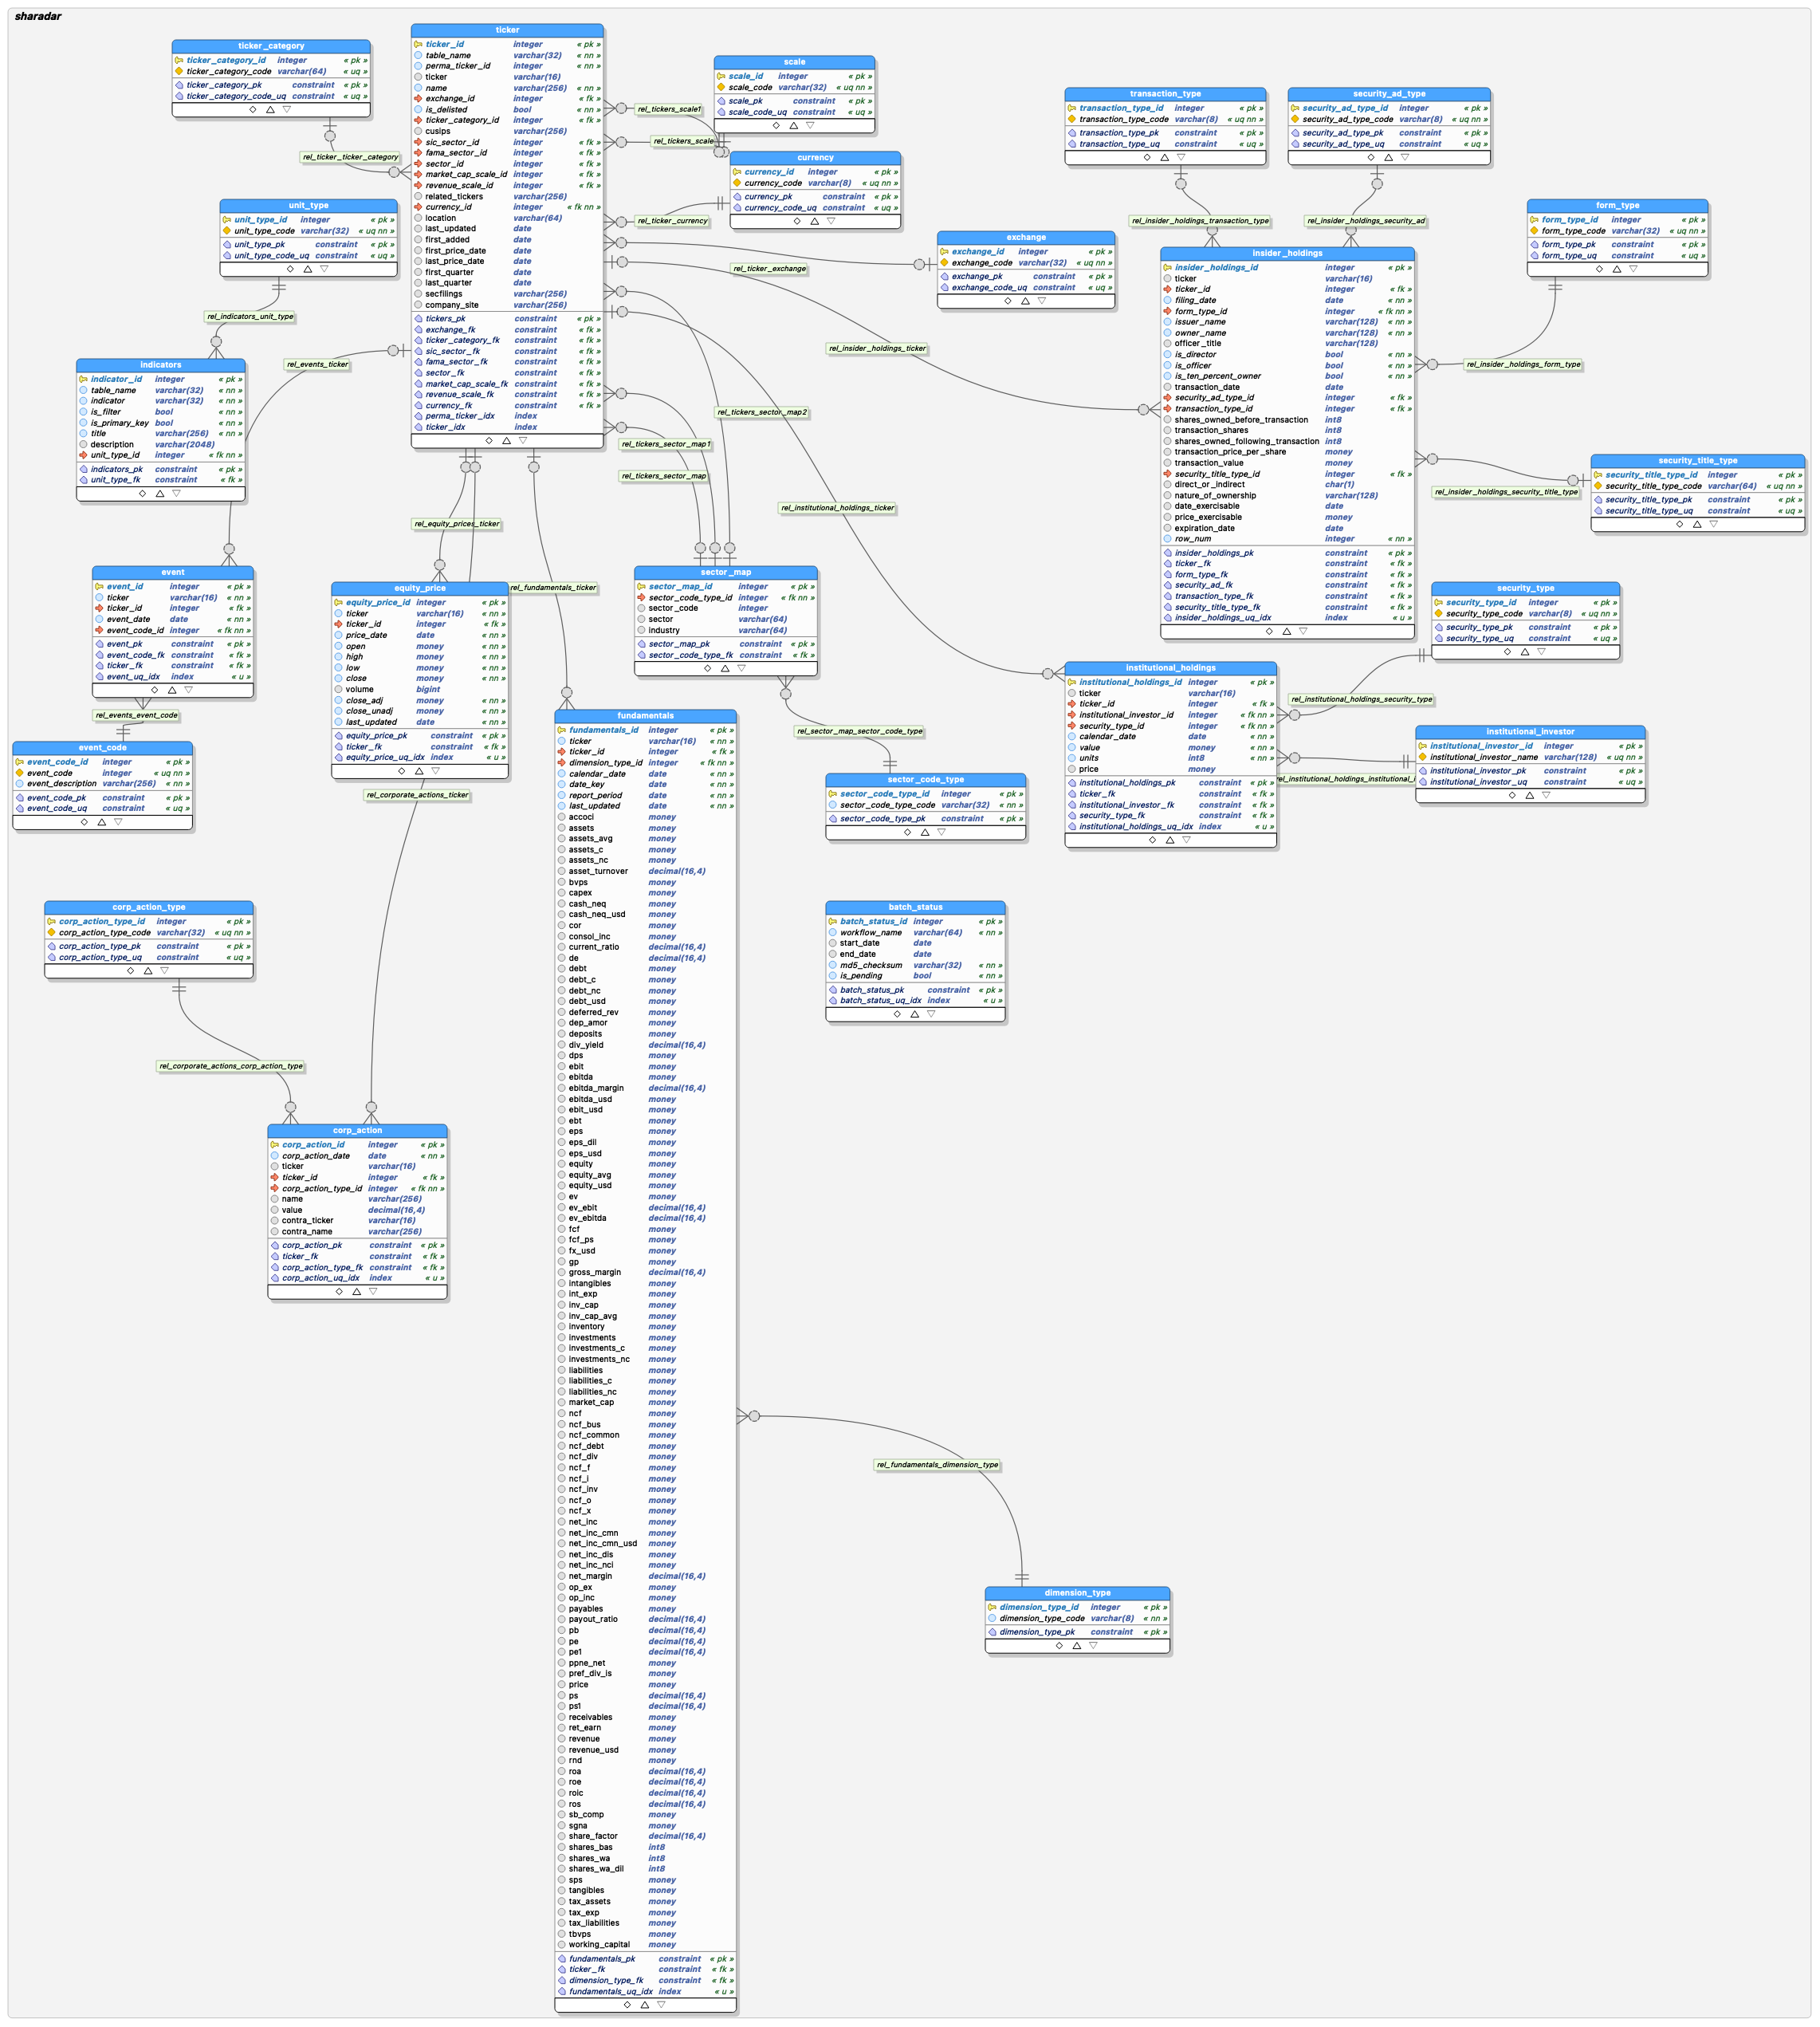 sharadar
ticker_category
ticker_category_id integer « pk »
ticker_category_code varchar(64) « uq »
ticker_category_pk constraint « pk »
ticker_category_code_uq constraint « uq »
ticker
ticker_id integer « pk »
table_name varchar(32) « nn »
perma_ticker_id integer « nn »
ticker varchar(16)
name varchar(256) « nn »
exchange_id integer « fk »
is_delisted bool « nn »
ticker_category_id integer « fk »
cusips varchar(256)
sic_sector_id integer « fk »
fama_sector_id integer « fk »
sector_id integer « fk »
market_cap_scale_id integer « fk »
revenue_scale_id integer « fk »
related_tickers varchar(256)
currency_id integer « fk nn »
location varchar(64)
last_updated date
first_added date
first_price_date date
last_price_date date
first_quarter date
last_quarter date
secfilings varchar(256)
company_site varchar(256)
tickers_pk constraint « pk »
exchange_fk constraint « fk »
ticker_category_fk constraint « fk »
sic_sector_fk constraint « fk »
fama_sector_fk constraint « fk »
sector_fk constraint « fk »
market_cap_scale_fk constraint « fk »
revenue_scale_fk constraint « fk »
currency_fk constraint « fk »
perma_ticker_idx index
ticker_idx index
scale
scale_id integer « pk »
scale_code varchar(32) « uq nn »
scale_pk constraint « pk »
scale_code_uq constraint « uq »
currency
currency_id integer « pk »
currency_code varchar(8) « uq nn »
currency_pk constraint « pk »
currency_code_uq constraint « uq »
exchange
exchange_id integer « pk »
exchange_code varchar(32) « uq nn »
exchange_pk constraint « pk »
exchange_code_uq constraint « uq »
transaction_type
transaction_type_id integer « pk »
transaction_type_code varchar(8) « uq nn »
transaction_type_pk constraint « pk »
transaction_type_uq constraint « uq »
security_ad_type
security_ad_type_id integer « pk »
security_ad_type_code varchar(8) « uq nn »
security_ad_type_pk constraint « pk »
security_ad_type_uq constraint « uq »
form_type
form_type_id integer « pk »
form_type_code varchar(32) « uq nn »
form_type_pk constraint « pk »
form_type_uq constraint « uq »
rel_tickers_scale1
rel_tickers_scale
rel_ticker_ticker_category
rel_ticker_currency
rel_ticker_exchange
rel_insider_holdings_transaction_type
rel_insider_holdings_security_ad
unit_type
unit_type_id integer « pk »
unit_type_code varchar(32) « uq nn »
unit_type_pk constraint « pk »
unit_type_code_uq constraint « uq »
rel_indicators_unit_type
rel_events_ticker
rel_insider_holdings_ticker
rel_insider_holdings_form_type
insider_holdings
insider_holdings_id integer « pk »
ticker varchar(16)
ticker_id integer « fk »
filing_date date « nn »
form_type_id integer « fk nn »
issuer_name varchar(128) « nn »
owner_name varchar(128) « nn »
officer_title varchar(128)
is_director bool « nn »
is_officer bool « nn »
is_ten_percent_owner bool « nn »
transaction_date date
security_ad_type_id integer « fk »
transaction_type_id integer « fk »
shares_owned_before_transaction int8
transaction_shares int8
shares_owned_following_transaction int8
transaction_price_per_share money
transaction_value money
security_title_type_id integer « fk »
direct_or_indirect char(1)
nature_of_ownership varchar(128)
date_exercisable date
price_exercisable money
expiration_date date
row_num integer « nn »
insider_holdings_pk constraint « pk »
ticker_fk constraint « fk »
form_type_fk constraint « fk »
security_ad_fk constraint « fk »
transaction_type_fk constraint « fk »
security_title_type_fk constraint « fk »
insider_holdings_uq_idx index « u »
indicators
indicator_id integer « pk »
table_name varchar(32) « nn »
indicator varchar(32) « nn »
is_filter bool « nn »
is_primary_key bool « nn »
title varchar(256) « nn »
description varchar(2048)
unit_type_id integer « fk nn »
indicators_pk constraint « pk »
unit_type_fk constraint « fk »
rel_tickers_sector_map2
rel_tickers_sector_map1
rel_tickers_sector_map
rel_institutional_holdings_ticker
rel_equity_prices_ticker
rel_fundamentals_ticker
rel_insider_holdings_security_title_type
security_title_type
security_title_type_id integer « pk »
security_title_type_code varchar(64) « uq nn »
security_title_type_pk constraint « pk »
security_title_type_uq constraint « uq »
event
event_id integer « pk »
ticker varchar(16) « nn »
ticker_id integer « fk »
event_date date « nn »
event_code_id integer « fk nn »
event_pk constraint « pk »
event_code_fk constraint « fk »
ticker_fk constraint « fk »
event_uq_idx index « u »
rel_events_event_code
event_code
event_code_id integer « pk »
event_code integer « uq nn »
event_description varchar(256) « nn »
event_code_pk constraint « pk »
event_code_uq constraint « uq »
equity_price
equity_price_id integer « pk »
ticker varchar(16) « nn »
ticker_id integer « fk »
price_date date « nn »
open money « nn »
high money « nn »
low money « nn »
close money « nn »
volume bigint
close_adj money « nn »
close_unadj money « nn »
last_updated date « nn »
equity_price_pk constraint « pk »
ticker_fk constraint « fk »
equity_price_uq_idx index « u »
rel_corporate_actions_ticker
sector_map
sector_map_id integer « pk »
sector_code_type_id integer « fk nn »
sector_code integer
sector varchar(64)
industry varchar(64)
sector_map_pk constraint « pk »
sector_code_type_fk constraint « fk »
rel_sector_map_sector_code_type
sector_code_type
sector_code_type_id integer « pk »
sector_code_type_code varchar(32) « nn »
sector_code_type_pk constraint « pk »
security_type
security_type_id integer « pk »
security_type_code varchar(8) « uq nn »
security_type_pk constraint « pk »
security_type_uq constraint « uq »
rel_institutional_holdings_security_type
institutional_holdings
institutional_holdings_id integer « pk »
ticker varchar(16)
ticker_id integer « fk »
institutional_investor_id integer « fk nn »
security_type_id integer « fk nn »
calendar_date date « nn »
value money « nn »
units int8 « nn »
price money
institutional_holdings_pk constraint « pk »
ticker_fk constraint « fk »
institutional_investor_fk constraint « fk »
security_type_fk constraint « fk »
institutional_holdings_uq_idx index « u »
rel_institutional_holdings_institutional_i
institutional_investor
institutional_investor_id integer « pk »
institutional_investor_name varchar(128) « uq nn »
institutional_investor_pk constraint « pk »
institutional_investor_uq constraint « uq »
corp_action_type
corp_action_type_id integer « pk »
corp_action_type_code varchar(32) « uq nn »
corp_action_type_pk constraint « pk »
corp_action_type_uq constraint « uq »
rel_corporate_actions_corp_action_type
corp_action
corp_action_id integer « pk »
corp_action_date date « nn »
ticker varchar(16)
ticker_id integer « fk »
corp_action_type_id integer « fk nn »
name varchar(256)
value decimal(16,4)
contra_ticker varchar(16)
contra_name varchar(256)
corp_action_pk constraint « pk »
ticker_fk constraint « fk »
corp_action_type_fk constraint « fk »
corp_action_uq_idx index « u »
batch_status
batch_status_id integer « pk »
workflow_name varchar(64) « nn »
start_date date
end_date date
md5_checksum varchar(32) « nn »
is_pending bool « nn »
batch_status_pk constraint « pk »
batch_status_uq_idx index « u »
fundamentals
fundamentals_id integer « pk »
ticker varchar(16) « nn »
ticker_id integer « fk »
dimension_type_id integer « fk nn »
calendar_date date « nn »
date_key date « nn »
report_period date « nn »
last_updated date « nn »
accoci money
assets money
assets_avg money
assets_c money
assets_nc money
asset_turnover decimal(16,4)
bvps money
capex money
cash_neq money
cash_neq_usd money
cor money
consol_inc money
current_ratio decimal(16,4)
de decimal(16,4)
debt money
debt_c money
debt_nc money
debt_usd money
deferred_rev money
dep_amor money
deposits money
div_yield decimal(16,4)
dps money
ebit money
ebitda money
ebitda_margin decimal(16,4)
ebitda_usd money
ebit_usd money
ebt money
eps money
eps_dil money
eps_usd money
equity money
equity_avg money
equity_usd money
ev money
ev_ebit decimal(16,4)
ev_ebitda decimal(16,4)
fcf money
fcf_ps money
fx_usd money
gp money
gross_margin decimal(16,4)
intangibles money
int_exp money
inv_cap money
inv_cap_avg money
inventory money
investments money
investments_c money
investments_nc money
liabilities money
liabilities_c money
liabilities_nc money
market_cap money
ncf money
ncf_bus money
ncf_common money
ncf_debt money
ncf_div money
ncf_f money
ncf_i money
ncf_inv money
ncf_o money
ncf_x money
net_inc money
net_inc_cmn money
net_inc_cmn_usd money
net_inc_dis money
net_inc_nci money
net_margin decimal(16,4)
op_ex money
op_inc money
payables money
payout_ratio decimal(16,4)
pb decimal(16,4)
pe decimal(16,4)
pe1 decimal(16,4)
ppne_net money
pref_div_is money
price money
ps decimal(16,4)
ps1 decimal(16,4)
receivables money
ret_earn money
revenue money
revenue_usd money
rnd money
roa decimal(16,4)
roe decimal(16,4)
roic decimal(16,4)
ros decimal(16,4)
sb_comp money
sgna money
share_factor decimal(16,4)
shares_bas int8
shares_wa int8
shares_wa_dil int8
sps money
tangibles money
tax_assets money
tax_exp money
tax_liabilities money
tbvps money
working_capital money
fundamentals_pk constraint « pk »
ticker_fk constraint « fk »
dimension_type_fk constraint « fk »
fundamentals_uq_idx index « u »
rel_fundamentals_dimension_type
dimension_type
dimension_type_id integer « pk »
dimension_type_code varchar(8) « nn »
dimension_type_pk constraint « pk »